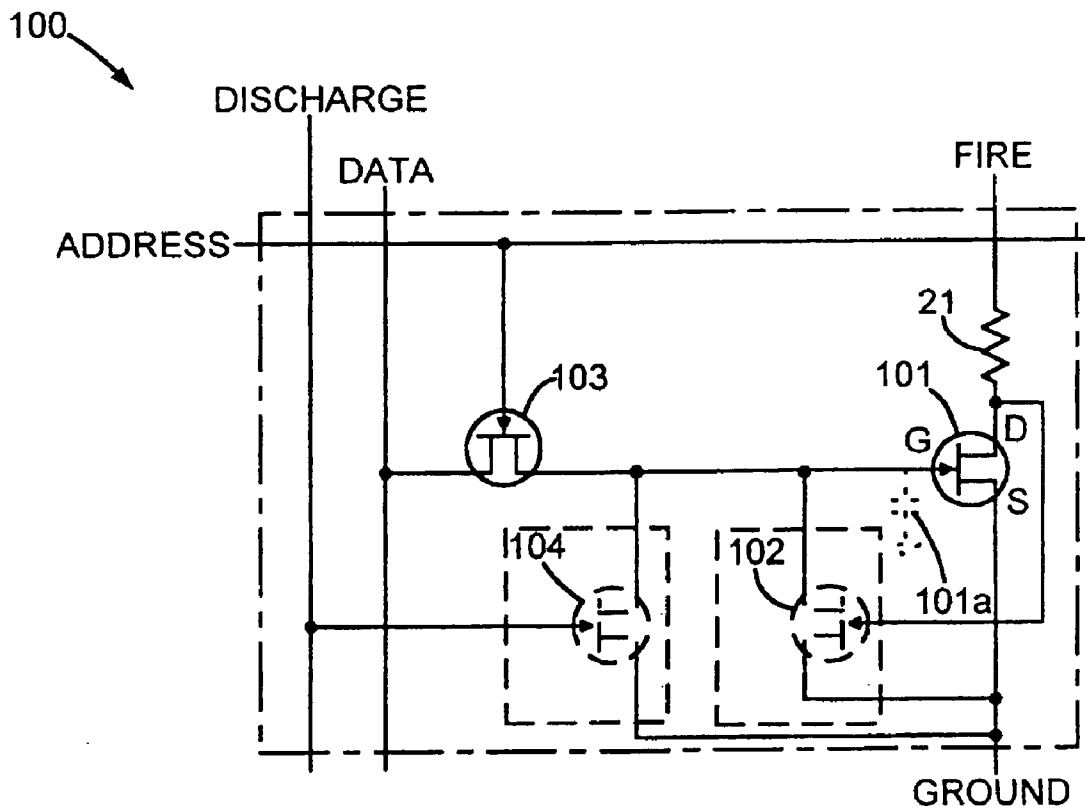 100
DISCHARGE
DATA
FIRE
ADDRESS
21
103
101
G
D
S
104
102
101a
GROUND